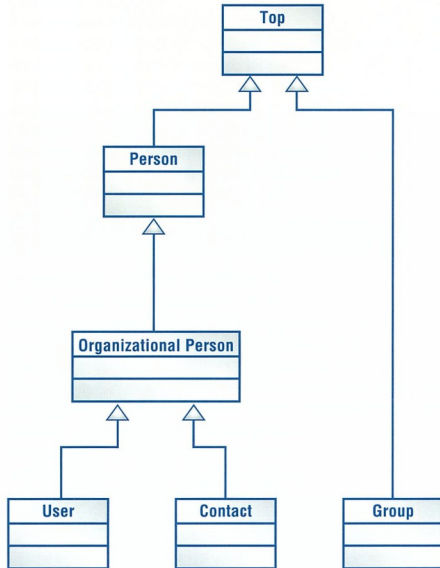 Top
Person
Organizational Person
User
Contact
Group